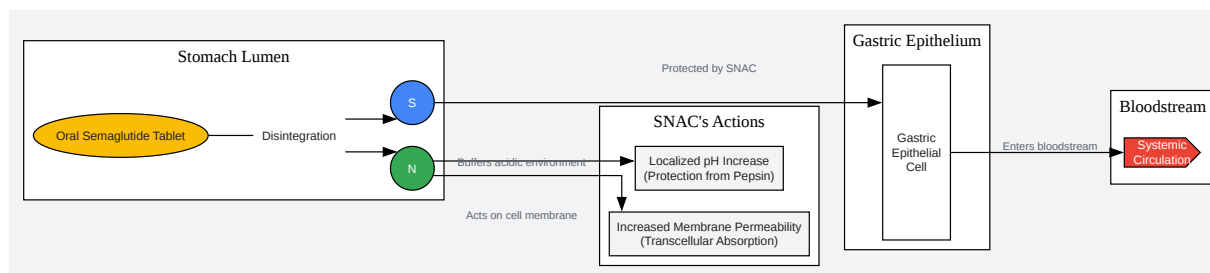 Stomach Lumen
Oral Semaglutide Tablet
Disintegration
S
N
Protected by SNAC
Buffers acidic environment
Acts on cell membrane
SNAC's Actions
Localized pH Increase
(Protection from Pepsin)
Increased Membrane Permeability
(Transcellular Absorption)
Gastric Epithelium
Gastric
Epithelial
Cell
Enters bloodstream
Bloodstream
Systemic
Circulation